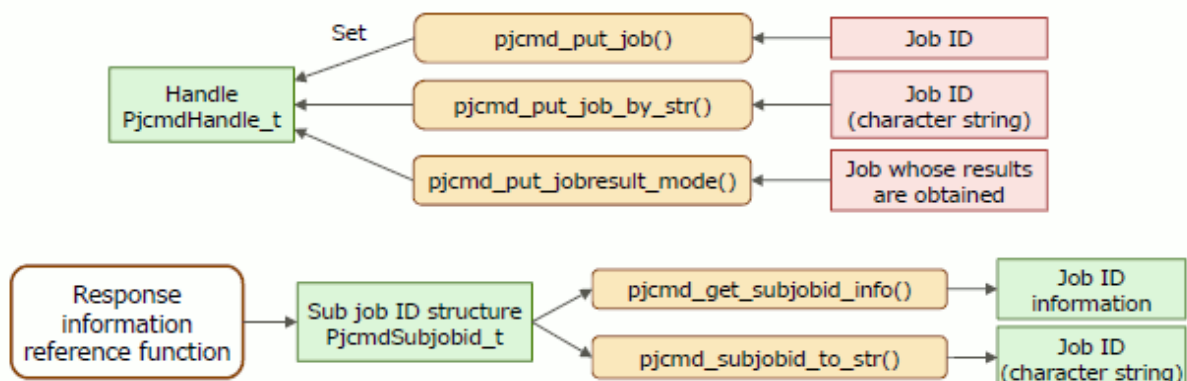 Set
pjcmd_put_job()
Job ID
Handle
PjcmdHandle_t
pjcmd_put_job_by_str()
Job ID
(character string)
pjcmd_put_jobresult_mode()
Job whose results
are obtained
Response
information
reference function
Sub job ID structure
PjcmdSubjobid_t
pjcmd_get_subjobid_info()
Job ID
information
pjcmd_subjobid_to_str()
Job ID
(character string)